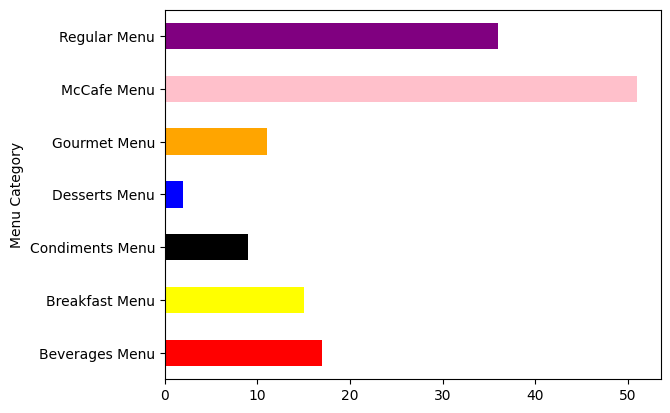 Regular Menu
McCafe Menu
Gourmet Menu
Desserts Menu
Condiments Menu
Breakfast Menu
Beverages Menu
Menu Category
0 10 20 30 40 50